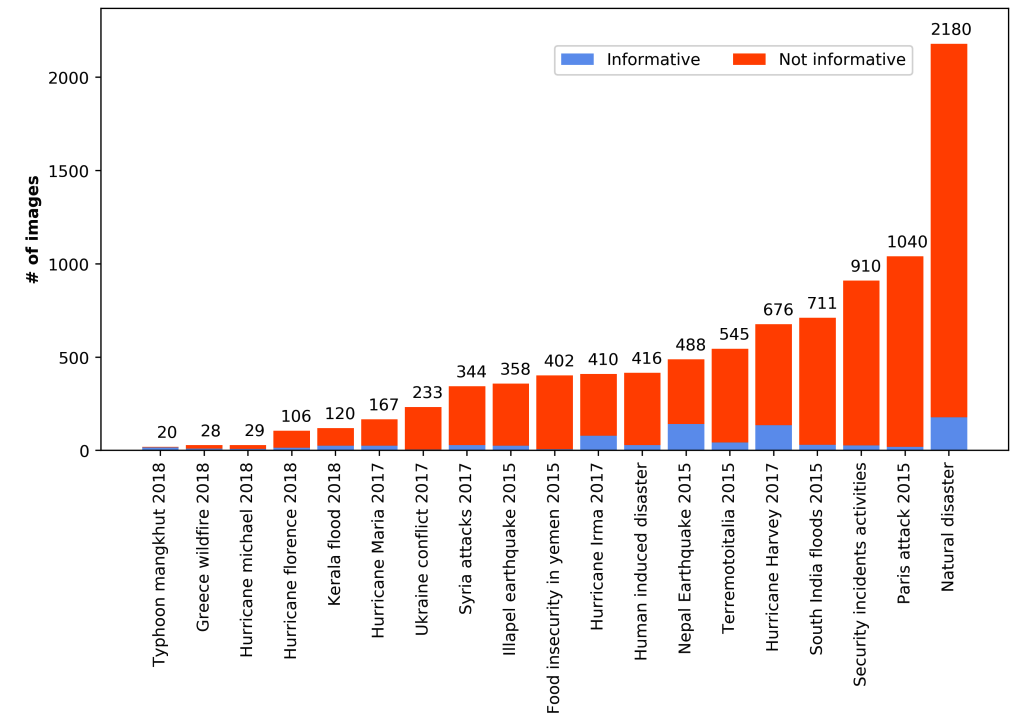 # of images
2000
1500
1000
500
0
Informative
Not informative
20
28
29
106
120
167
233
344
358
402
410
416
488
545
676
711
910
1040
2180
Typhoon mangkhut 2018
Greece wildfire 2018
Hurricane michael 2018
Hurricane florence 2018
Kerala flood 2018
Hurricane Maria 2017
Ukraine conflict 2017
Syria attacks 2017
Illapel earthquake 2015
Food insecurity in yemen 2015
Hurricane Irma 2017
Human induced disaster
Nepal Earthquake 2015
Terremotoitalia 2015
Hurricane Harvey 2017
South India floods 2015
Security incidents activities
Paris attack 2015
Natural disaster